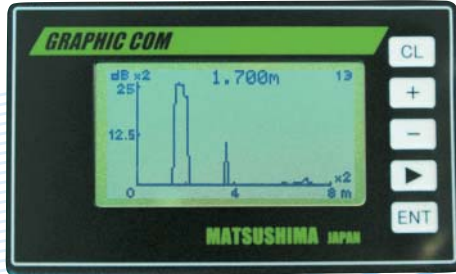 GRAPHIC COM
CL
dB x2 1.700m 13
25
+
12.5
-
x2
0 4 8 m
ENT
MATSUSHIMA JAPAN